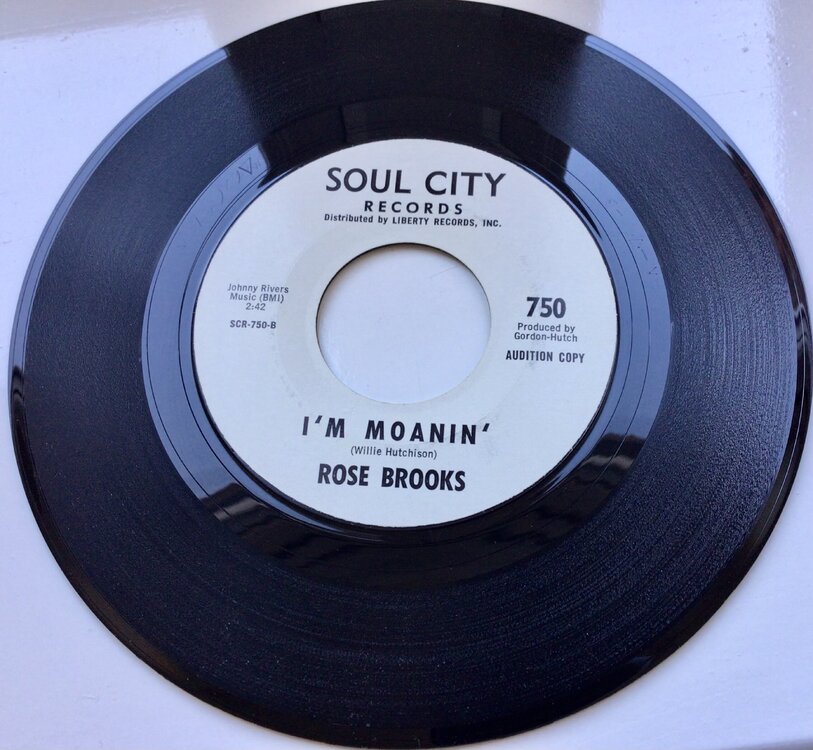 SOUL CITY
RECORDS
Distributed by LIBERTY RECORDS, INC.
Johnny Rivers
Music (BMI)
2:42
SCR-750-B
750
Produced by
Gordon-Hutch
AUDITION COPY
I'M MOANIN'
(Willie Hutchison)
ROSE BROOKS